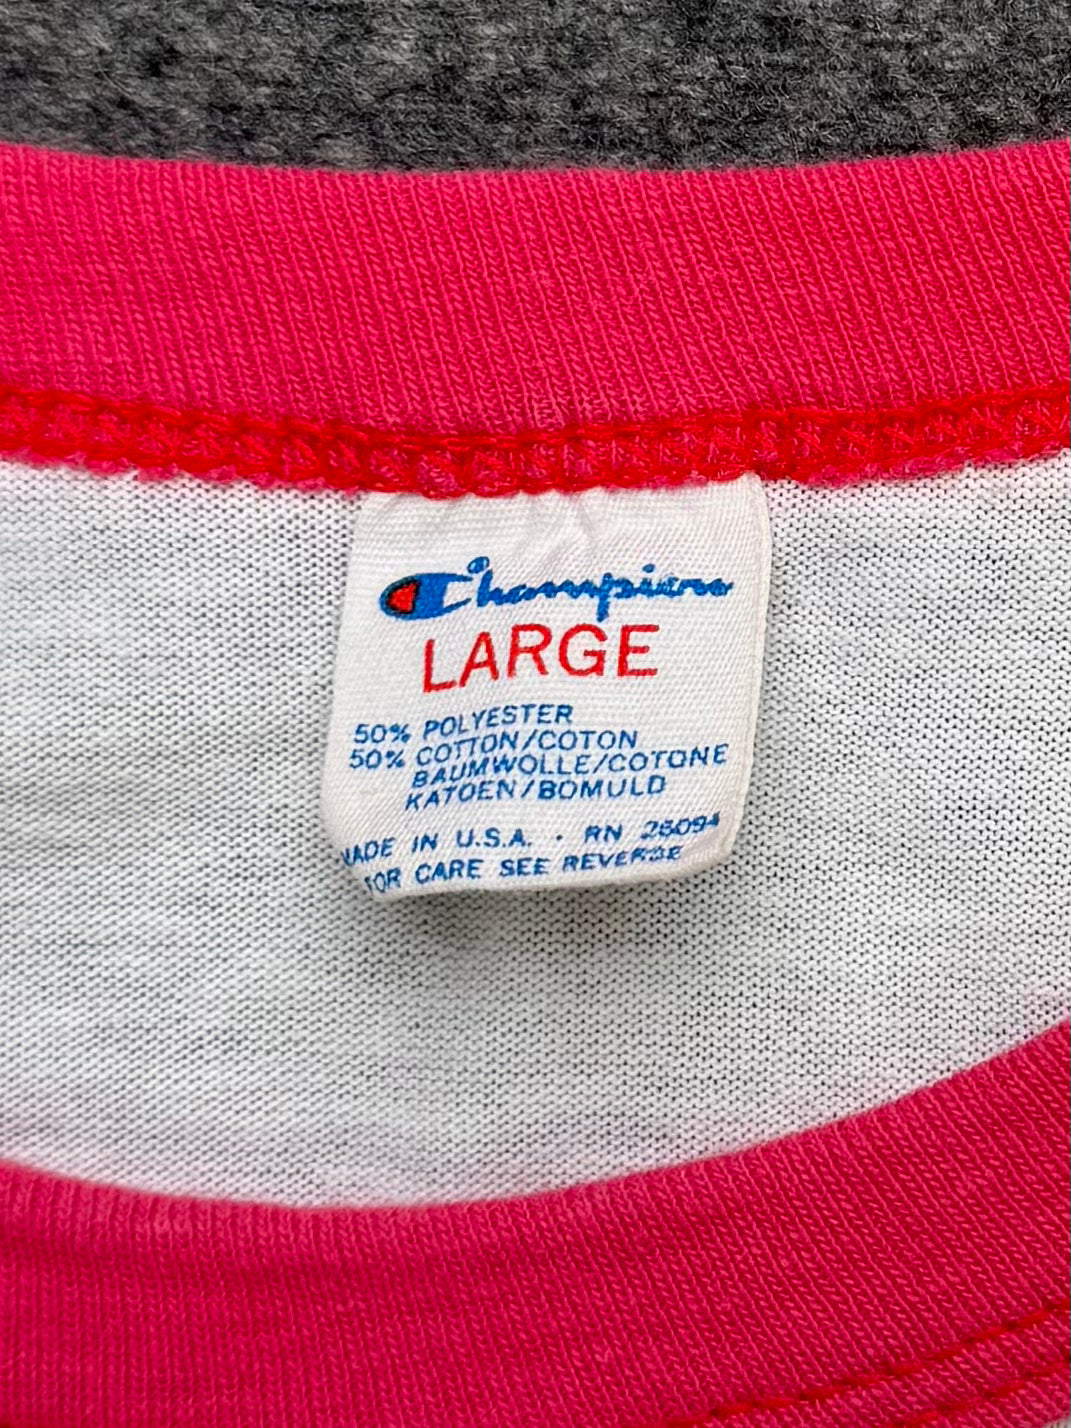 Champion
LARGE
50% POLYESTER
50% COTTON/COTON
BAUMWOLLE/COTONE
KATOEN/BOMULD
MADE IN U.S.A. · RN 26094
FOR CARE SEE REVERSE